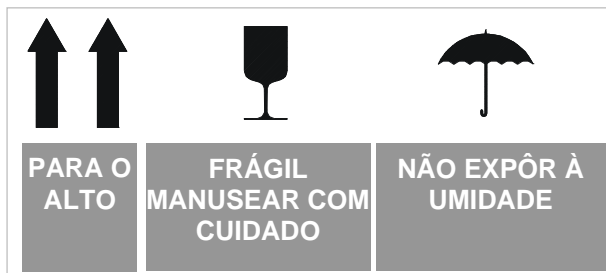 PARA O
ALTO
FRÁGIL
MANUSEAR COM
CUIDADO
NÃO EXPÔR À
UMIDADE